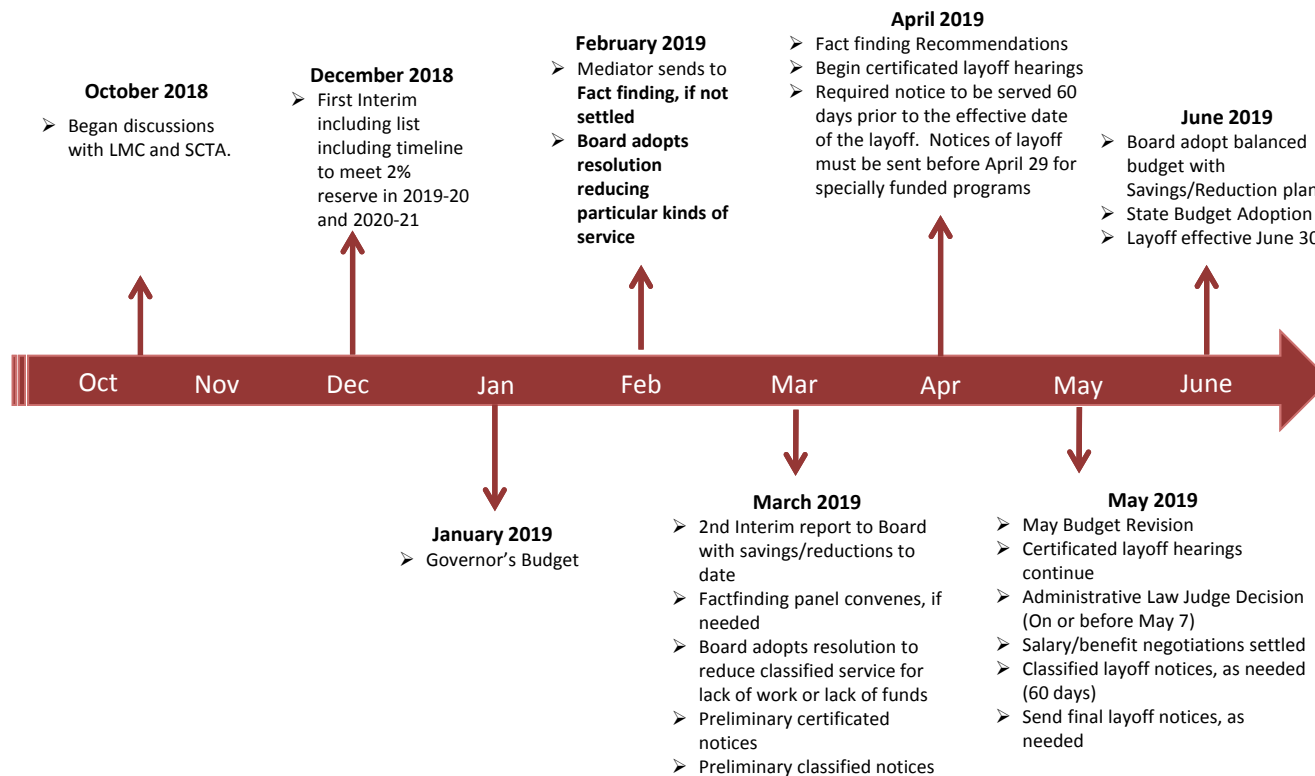 October 2018
➢ Began discussions
with LMC and SCTA.
December 2018
➢ First Interim
including list
including timeline
to meet 2%
reserve in 2019-20
and 2020-21
February 2019
➢ Mediator sends to
Fact finding, if not
settled
➢ Board adopts
resolution
reducing
particular kinds of
service
April 2019
➢ Fact finding Recommendations
➢ Begin certificated layoff hearings
➢ Required notice to be served 60
days prior to the effective date
of the layoff.  Notices of layoff
must be sent before April 29 for
specially funded programs
June 2019
➢ Board adopt balanced
budget with
Savings/Reduction plan
➢ State Budget Adoption
➢ Layoff effective June 30
Oct Nov Dec Jan Feb Mar Apr May June
January 2019
➢ Governor’s Budget
March 2019
➢ 2nd Interim report to Board
with savings/reductions to
date
➢ Factfinding panel convenes, if
needed
➢ Board adopts resolution to
reduce classified service for
lack of work or lack of funds
➢ Preliminary certificated
notices
➢ Preliminary classified notices
May 2019
➢ May Budget Revision
➢ Certificated layoff hearings
continue
➢ Administrative Law Judge Decision
(On or before May 7)
➢ Salary/benefit negotiations settled
➢ Classified layoff notices, as needed
(60 days)
➢ Send final layoff notices, as
needed